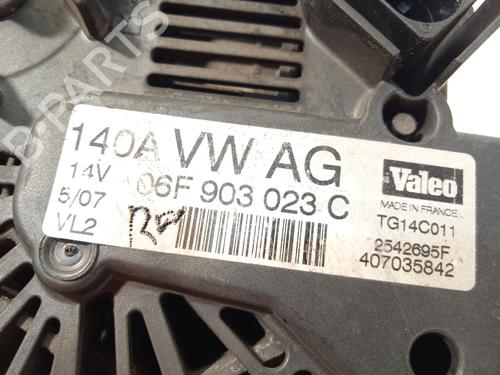 140A VW AG
14V 06F 903 023 C
5/07
VL2
Valeo
MADE IN FRANCE
TG14C011
2542695F
407035842
B-PARTS